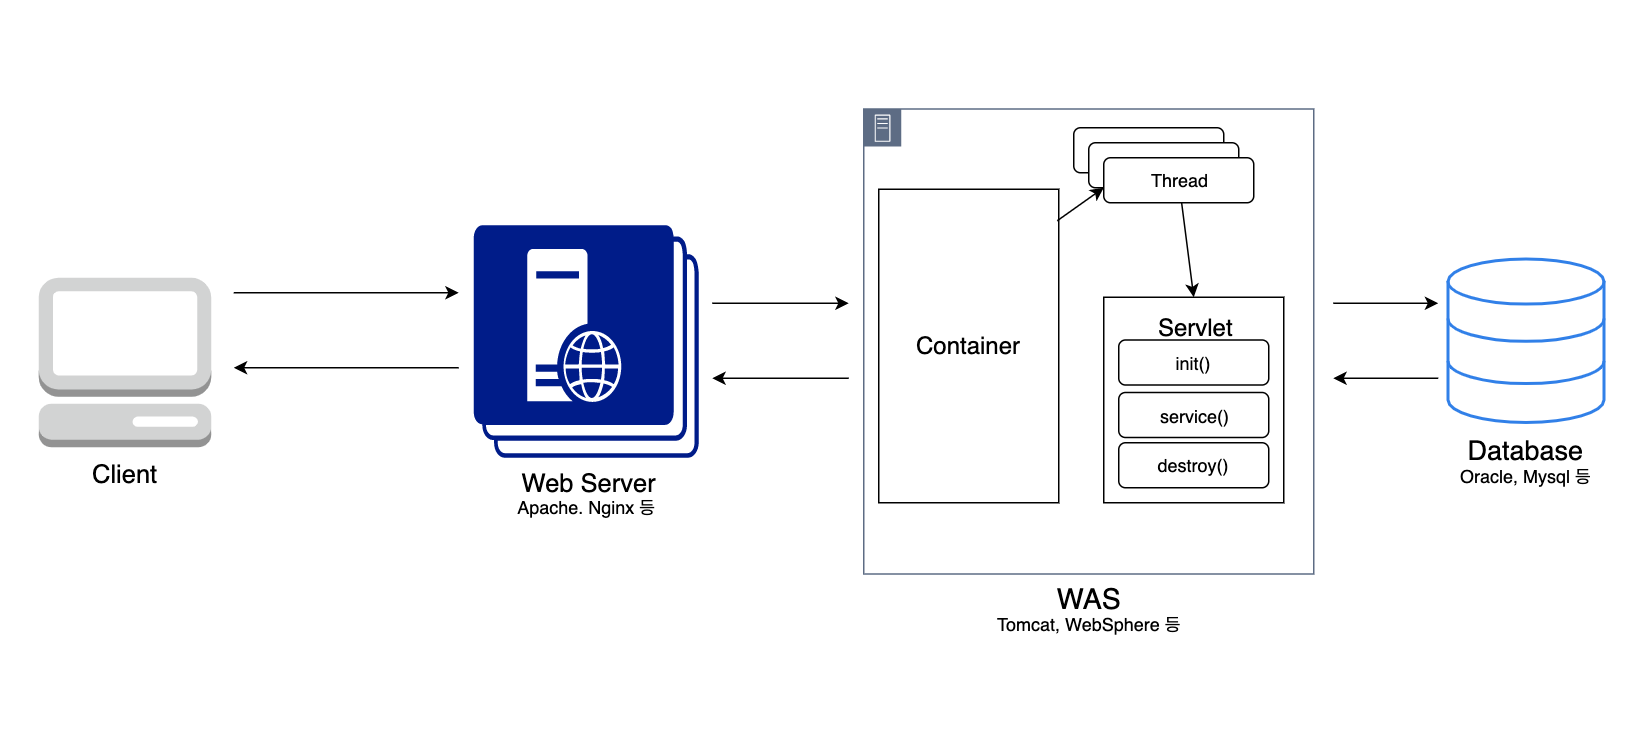 Client
Web Server
Apache. Nginx 등
Container
Thread
Servlet
init()
service()
destroy()
WAS
Tomcat, WebSphere 등
Database
Oracle, Mysql 등